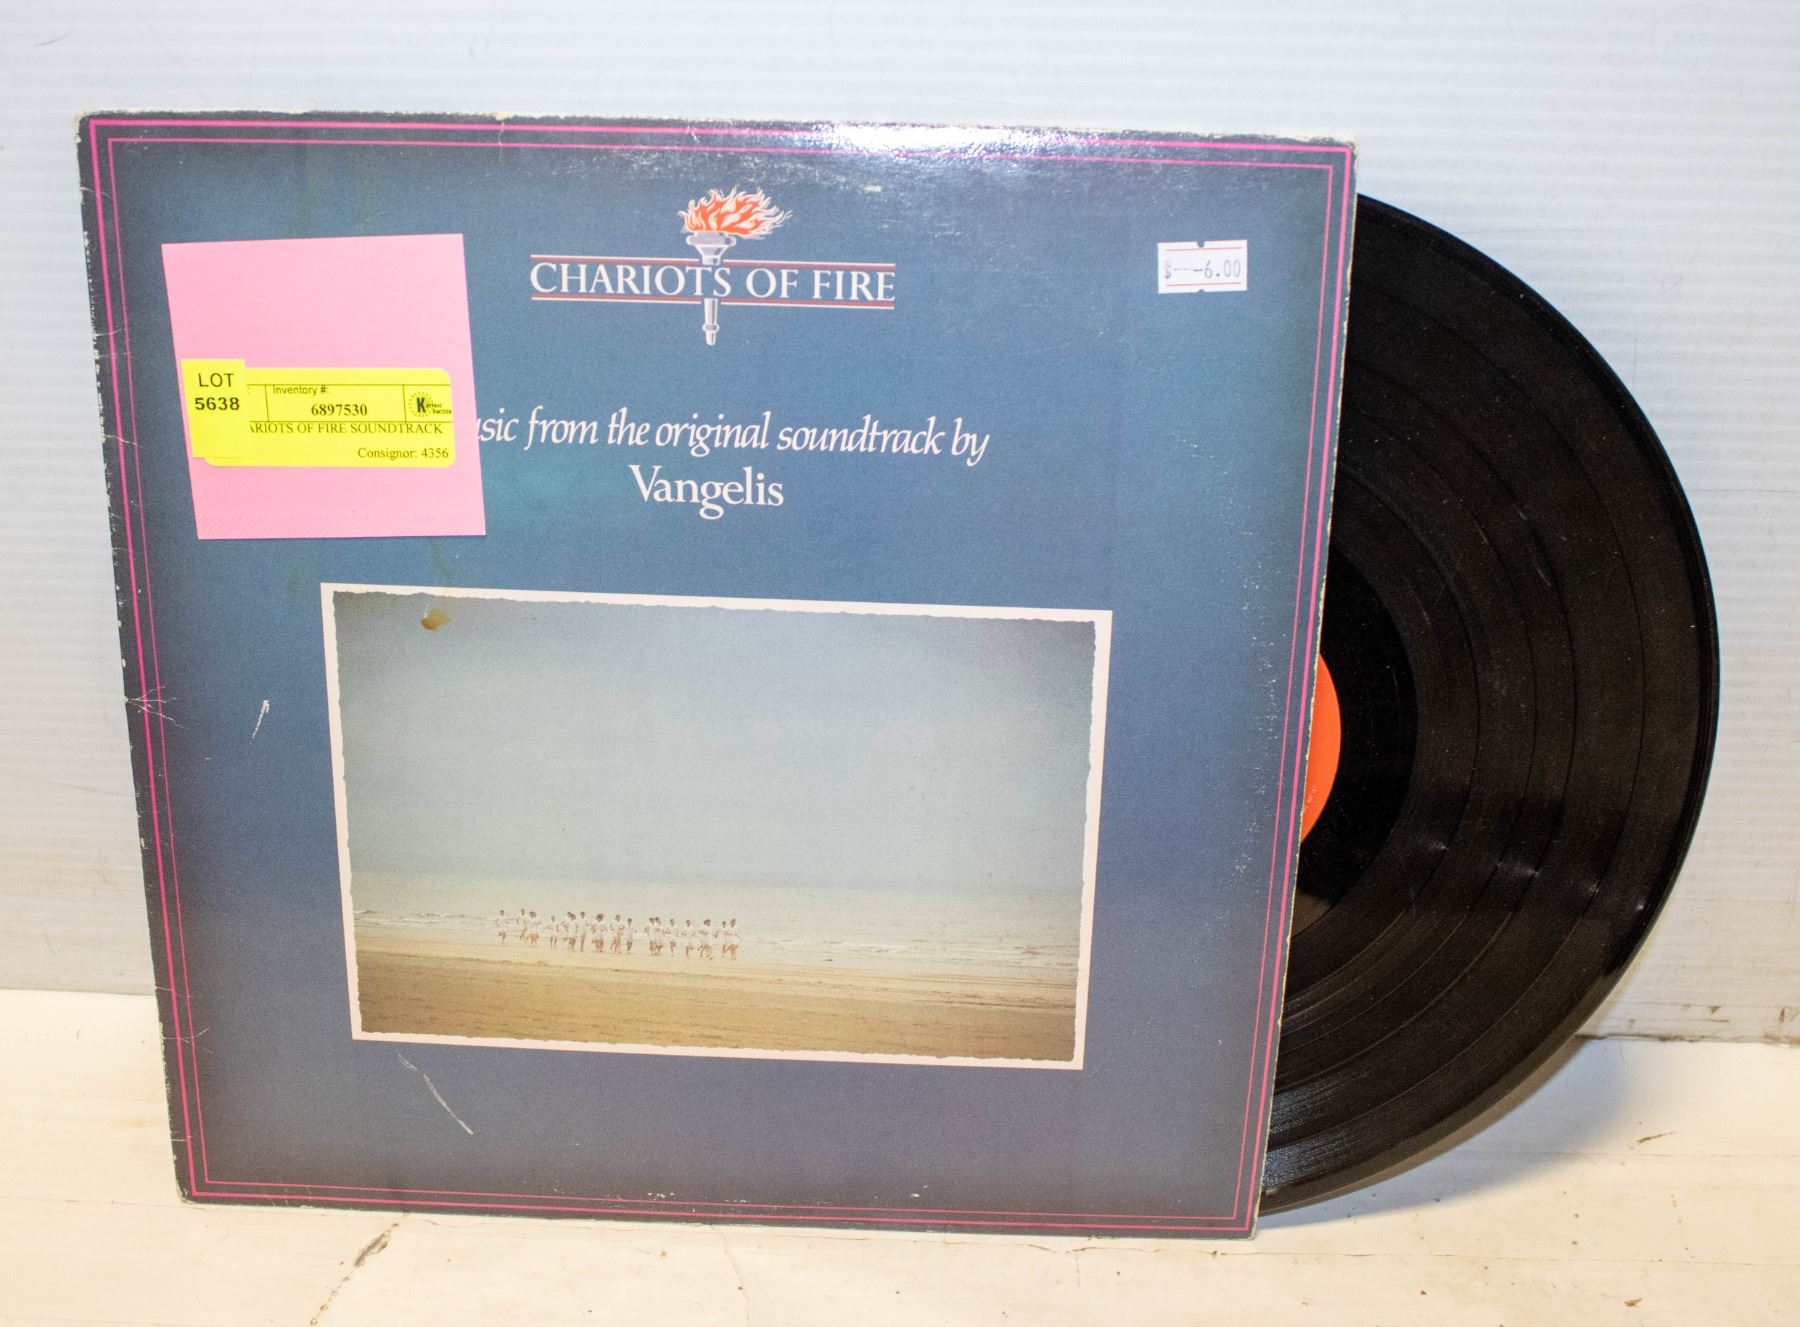 CHARIOTS OF FIRE
$---6.00
LOT
5638
Inventory #:
6897530
K
ARIOTS OF FIRE SOUNDTRACK
Consignor: 4356
usic from the original soundtrack by
Vangelis